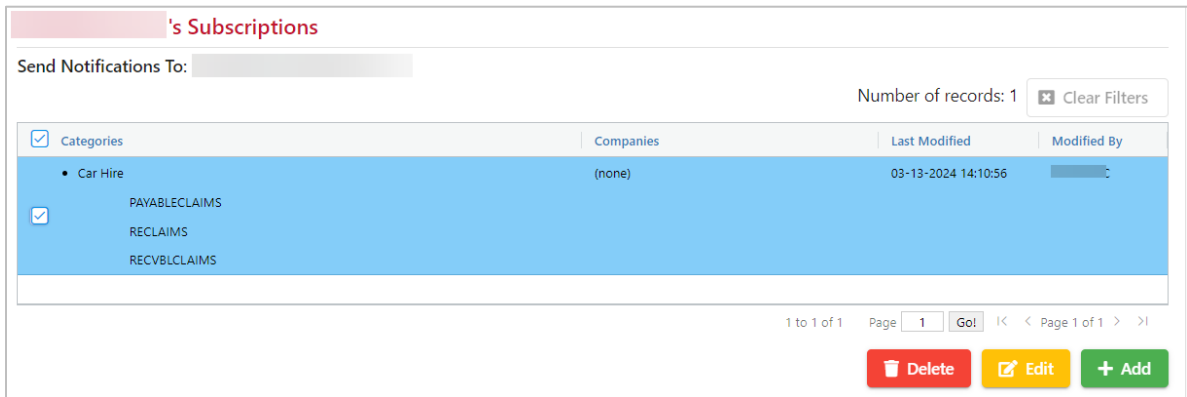 's Subscriptions
Send Notifications To:
Number of records: 1 Clear Filters
Categories Companies Last Modified Modified By
• Car Hire (none) 03-13-2024 14:10:56
PAYABLECLAIMS
RECLAIMS
RECVBLCLAIMS
1 to 1 of 1 Page 1 Go! Page 1 of 1
Delete Edit + Add